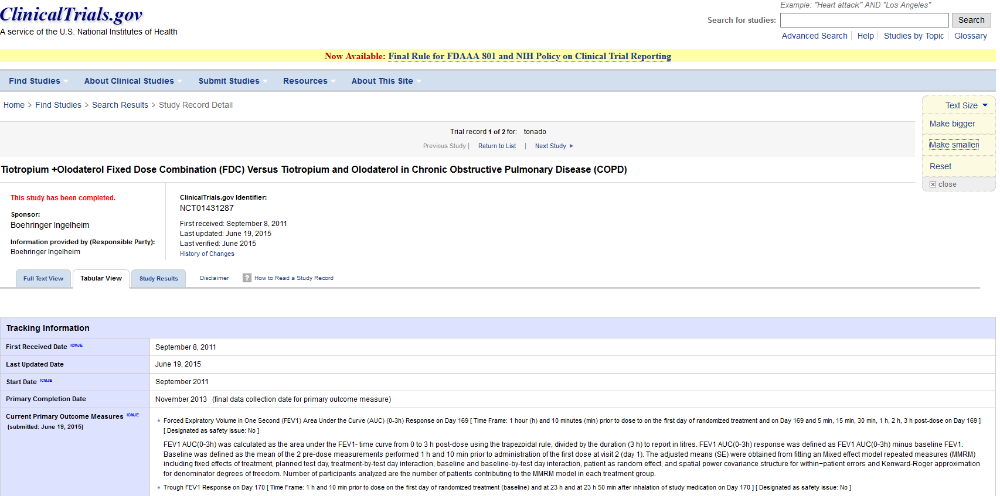 ClinicalTrials.gov
A service of the U.S. National Institutes of Health
Example: "Heart attack" AND "Los Angeles"
Search for studies:
Search
Advanced Search
Help
Studies by Topic
Glossary
Now Available: Final Rule for FDAAA 801 and NIH Policy on Clinical Trial Reporting
Find Studies
About Clinical Studies
Submit Studies
Resources
About This Site
Home > Find Studies > Search Results > Study Record Detail
Text Size
Make bigger
Make smaller
Reset
close
Trial record 1 of 2 for: tonado
Previous Study | Return to List | Next Study
Tiotropium +Olodaterol Fixed Dose Combination (FDC) Versus Tiotropium and Olodaterol in Chronic Obstructive Pulmonary Disease (COPD)
This study has been completed.
Sponsor:
Boehringer Ingelheim
Information provided by (Responsible Party):
Boehringer Ingelheim
ClinicalTrials.gov Identifier:
NCT01431287
First received: September 8, 2011
Last updated: June 19, 2015
Last verified: June 2015
History of Changes
Full Text View
Tabular View
Study Results
Disclaimer
? How to Read a Study Record
Tracking Information
First Received Date ICMJE
September 8, 2011
Last Updated Date
June 19, 2015
Start Date ICMJE
September 2011
Primary Completion Date
November 2013 (final data collection date for primary outcome measure)
Current Primary Outcome Measures ICMJE
(submitted: June 19, 2015)
• Forced Expiratory Volume in One Second (FEV1) Area Under the Curve (AUC) (0-3h) Response on Day 169 [ Time Frame: 1 hour (h) and 10 minutes (min) prior to dose to on the first day of randomized treatment and on Day 169 and 5 min, 15 min, 30 min, 1 h, 2 h, 3 h post-dose on Day 169 ]
[ Designated as safety issue: No ]
FEV1 AUC(0-3h) was calculated as the area under the FEV1- time curve from 0 to 3 h post-dose using the trapezoidal rule, divided by the duration (3 h) to report in litres. FEV1 AUC(0-3h) response was defined as FEV1 AUC(0-3h) minus baseline FEV1.
Baseline was defined as the mean of the 2 pre-dose measurements performed 1 h and 10 min prior to administration of the first dose at visit 2 (day 1). The adjusted means (SE) were obtained from fitting an Mixed effect model repeated measures (MMRM)
including fixed effects of treatment, planned test day, treatment-by-test day interaction, baseline and baseline-by-test day interaction, patient as random effect, and spatial power covariance structure for within−patient errors and Kenward-Roger approximation
for denominator degrees of freedom. Number of participants analyzed are the number of patients contributing to the MMRM model in each treatment group.
• Trough FEV1 Response on Day 170 [ Time Frame: 1 h and 10 min prior to dose on the first day of randomized treatment (baseline) and at 23 h and at 23 h 50 min after inhalation of study medication on Day 170 ] [ Designated as safety issue: No ]